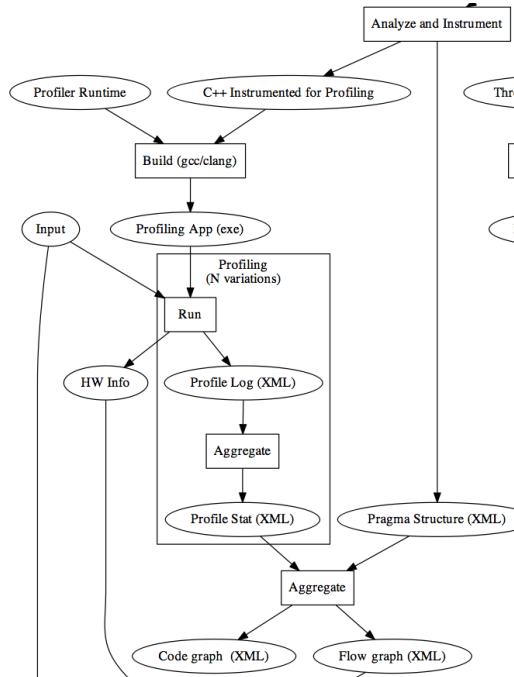 Analyze and Instrument
Profiler Runtime
C++ Instrumented for Profiling
Build (gcc/clang)
Input
Profiling App (exe)
Profiling
(N variations)
Run
HW Info
Profile Log (XML)
Aggregate
Profile Stat (XML)
Pragma Structure (XML)
Aggregate
Code graph (XML)
Flow graph (XML)